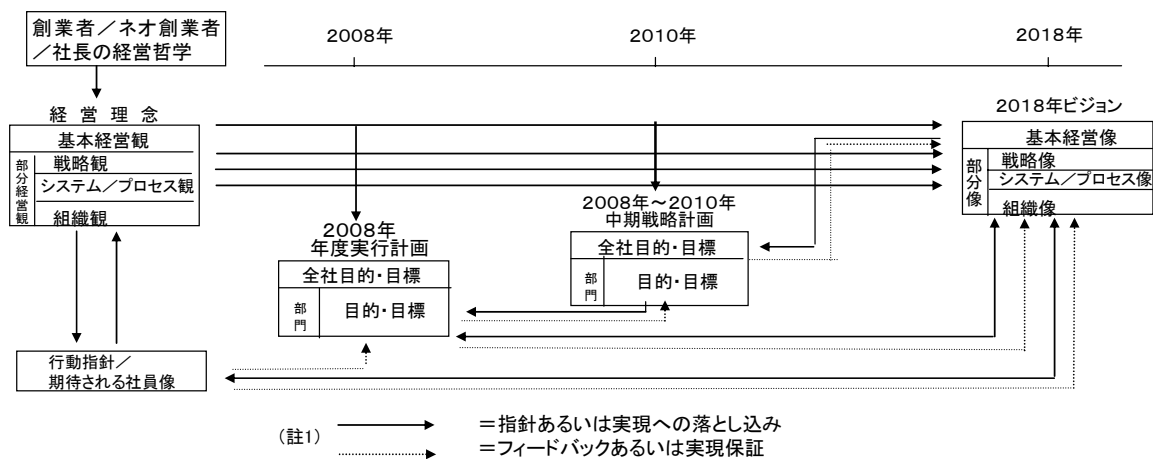 創業者／ネオ創業者
／社長の経営哲学
2008年
2010年
2018年
経営理念
基本経営観
部分経営観
戦略観
システム／プロセス観
組織観
2018年ビジョン
基本経営像
部分像
戦略像
システム／プロセス像
組織像
2008年～2010年
中期戦略計画
全社目的・目標
部門
目的・目標
2008年
年度実行計画
全社目的・目標
部門
目的・目標
行動指針／
期待される社員像
（註1）
＝指針あるいは実現への落とし込み
＝フィードバックあるいは実現保証